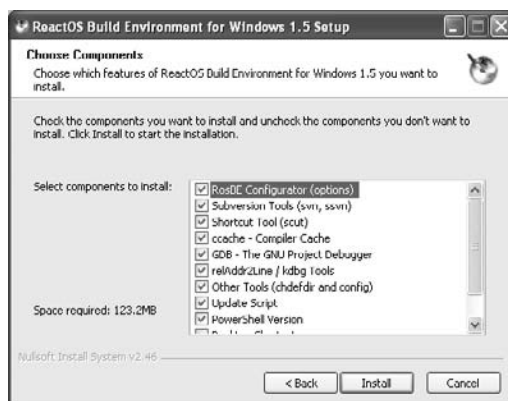 ReactOS Build Environment for Windows 1.5 Setup
Choose Components
Choose which features of ReactOS Build Environment for Windows 1.5 you want to
install.
Check the components you want to install and uncheck the components you don't want to
install. Click Install to start the installation.
Select components to install:
RosBE Configurator (options)
Subversion Tools (svn, ssvn)
Shortcut Tool (scut)
ccache - Compiler Cache
GDB - The GNU Project Debugger
relAddr2Line / kdbg Tools
Other Tools (chdefdir and config)
Update Script
PowerShell Version
Space required: 123.2MB
Nullsoft Install System v2.46
< Back
Install
Cancel